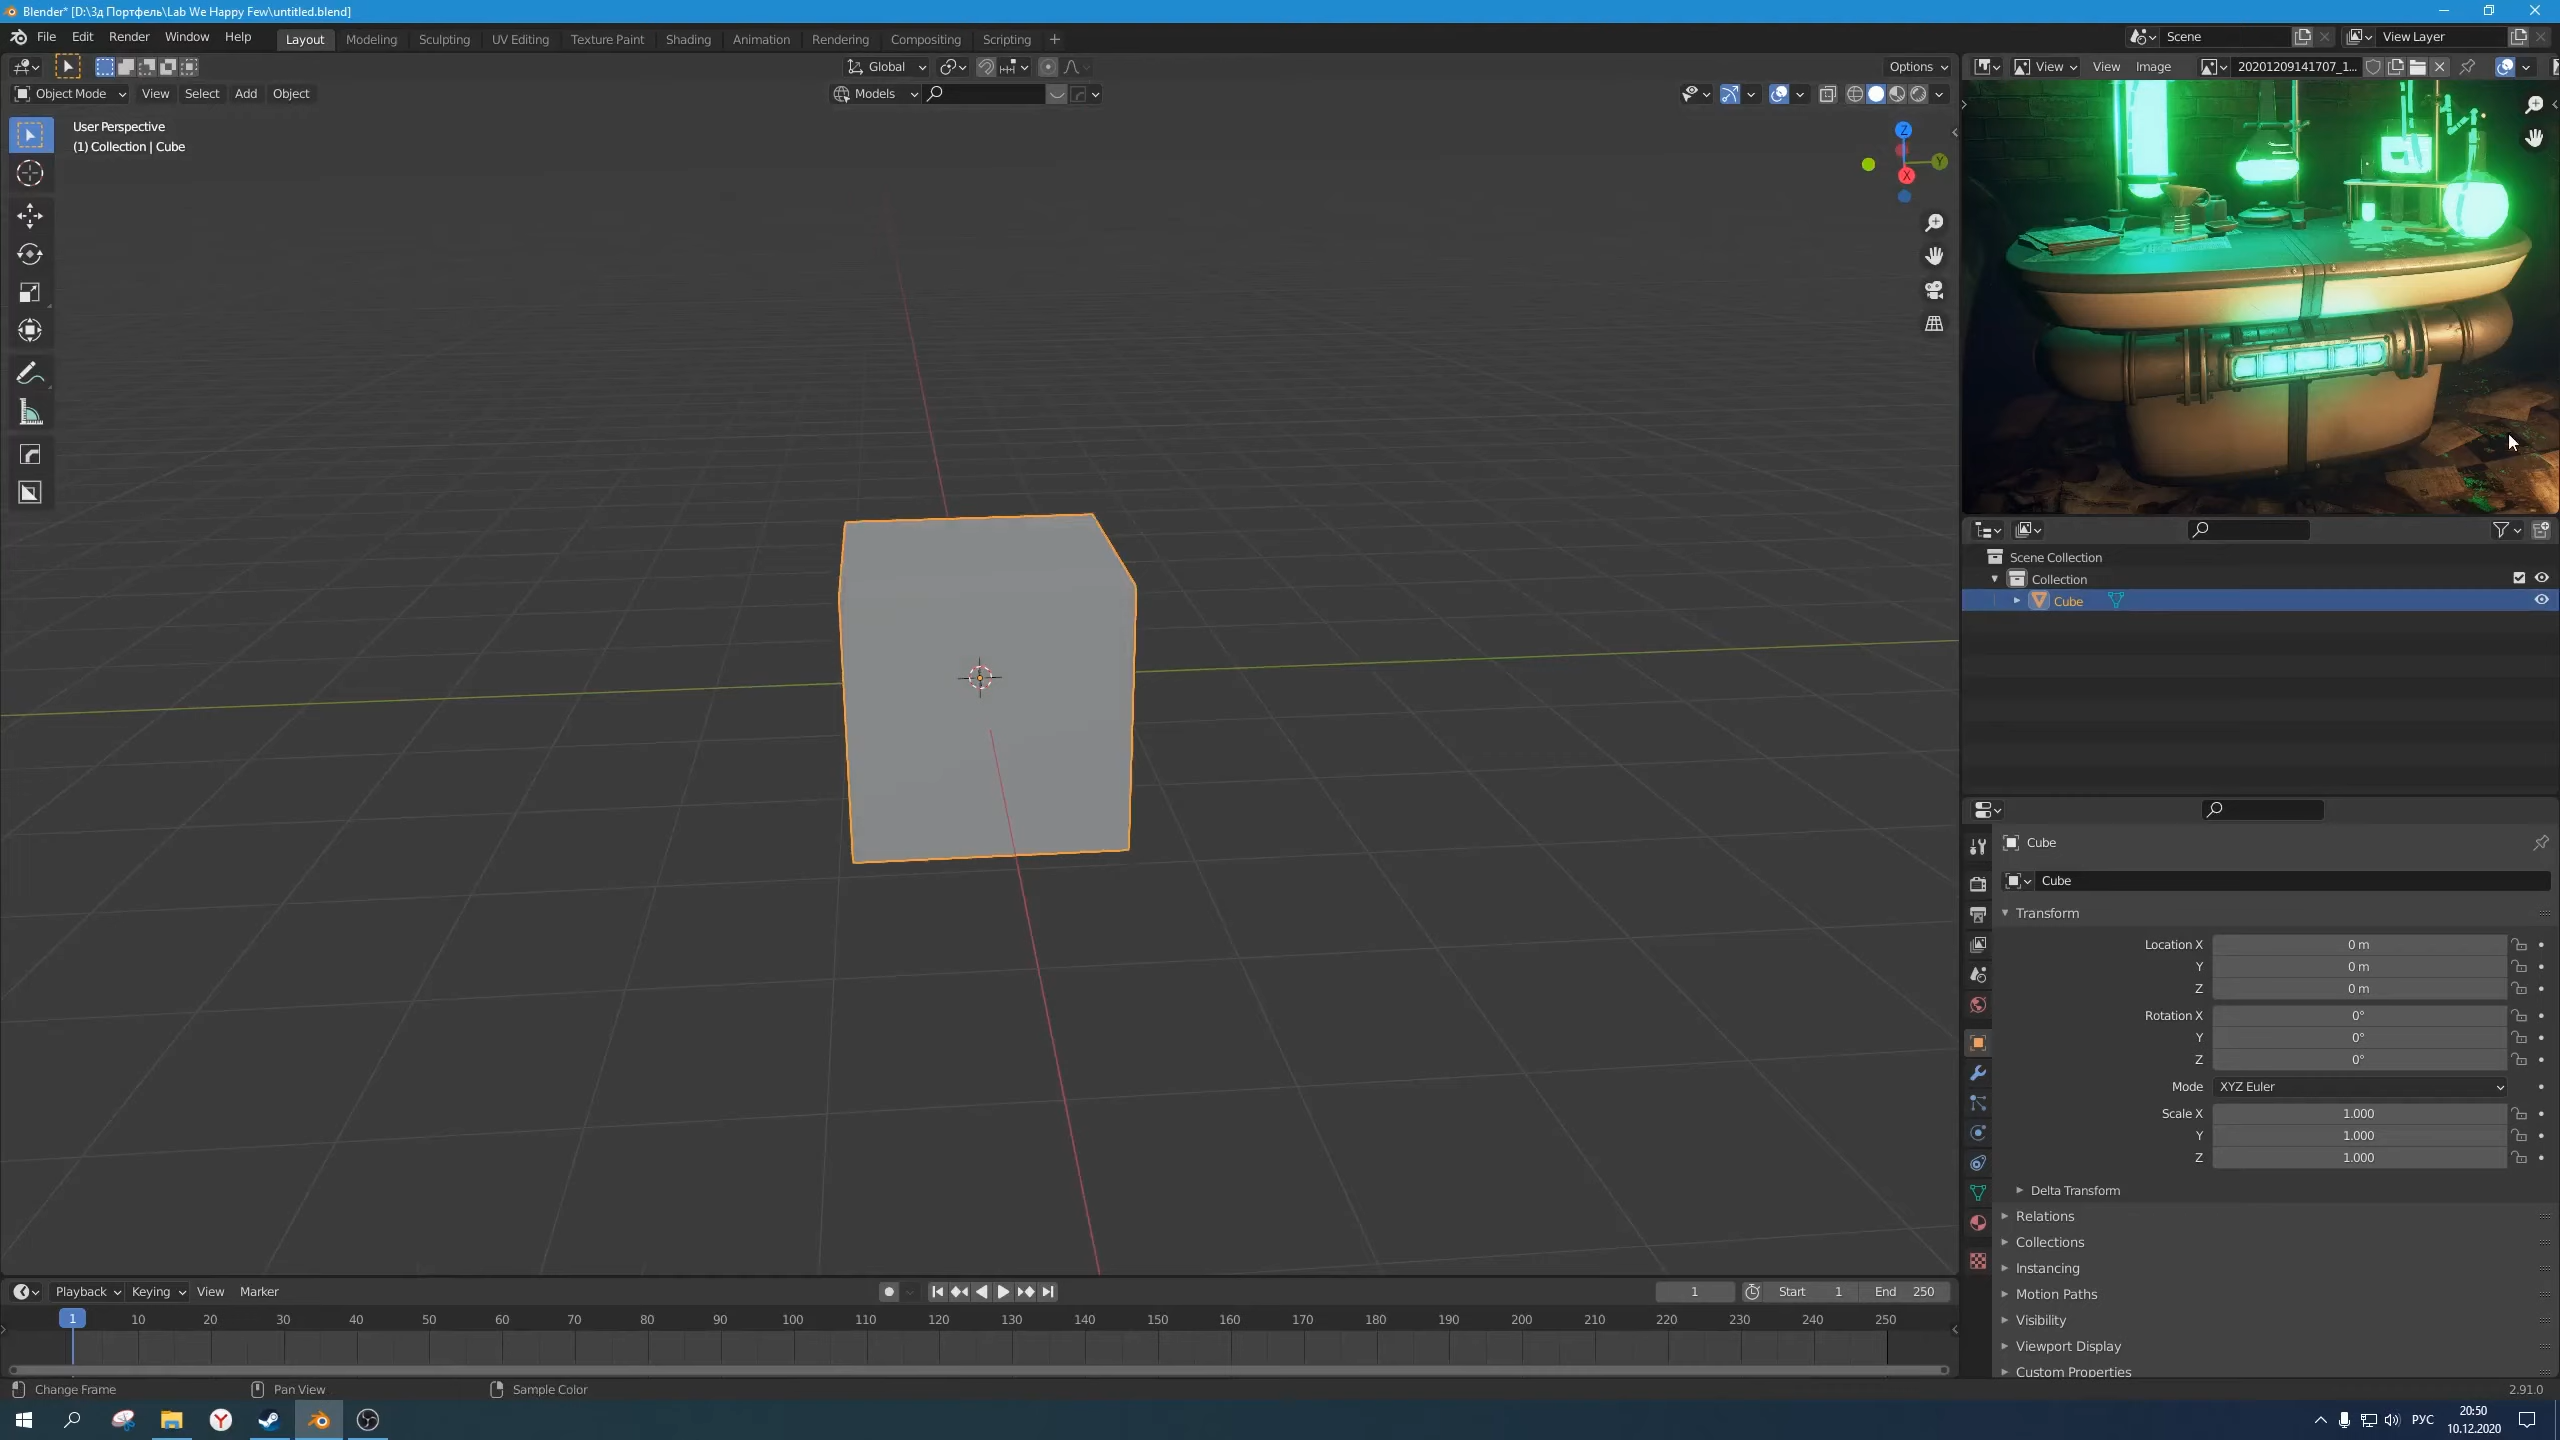 Blender* [D:\3д Портфель\Lab We Happy Few\untitled.blend]
File Edit Render Window Help Layout Modeling Sculpting UV Editing Texture Paint Shading Animation Rendering Compositing Scripting + Scene View Layer
Global Options View View Image 20201209141707_1...
Object Mode View Select Add Object Models
User Perspective
(1) Collection | Cube
Z
Y
X
Scene Collection
Collection
Cube
Cube
Cube
Transform
Location X 0 m
Y 0 m
Z 0 m
Rotation X 0°
Y 0°
Z 0°
Mode XYZ Euler
Scale X 1.000
Y 1.000
Z 1.000
Delta Transform
Relations
Collections
Instancing
Motion Paths
Visibility
Viewport Display
Custom Properties
Playback Keying View Marker 1 Start 1 End 250
1 10 20 30 40 50 60 70 80 90 100 110 120 130 140 150 160 170 180 190 200 210 220 230 240 250
Change Frame Pan View Sample Color 2.91.0
РУС 20:50
10.12.2020